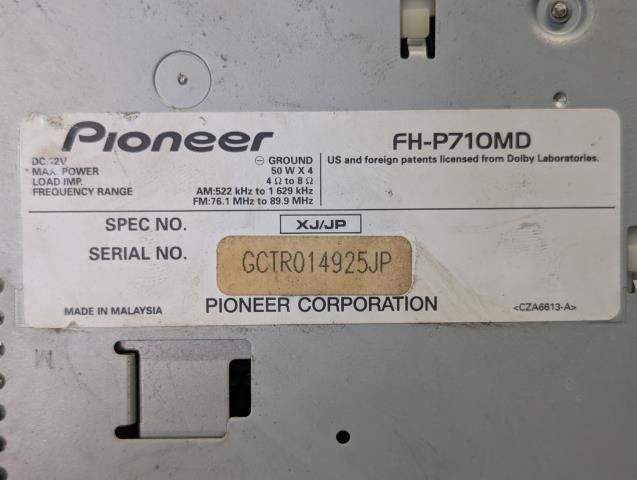 Pioneer
FH-P710MD
DC 12V ⊖ GROUND
MAX. POWER 50 W X 4
LOAD IMP. 4 Ω to 8 Ω
FREQUENCY RANGE AM:522 kHz to 1 629 kHz
FM:76.1 MHz to 89.9 MHz
US and foreign patents licensed from Dolby Laboratories.
SPEC NO. XJ/JP
SERIAL NO. GCTR014925JP
MADE IN MALAYSIA PIONEER CORPORATION <CZA6613-A>
M